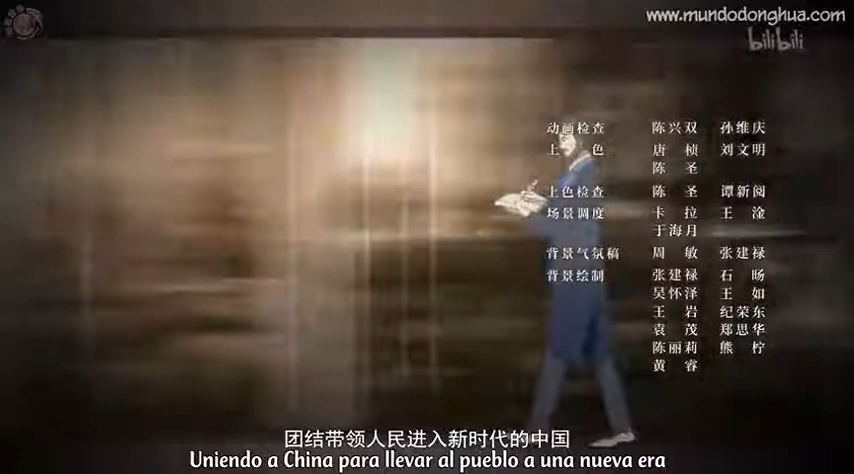 www.mundodonghua.com
bilibili
动画检查 陈兴双 孙维庆
上色 唐桢 刘文明
陈圣
上色检查 陈圣 谭新阅
场景调度 卡拉 王淦
于海月
背景气氛稿 周敏 张建禄
背景绘制 张建禄 石旸
吴怀泽 王如
王岩 纪荣东
袁茂 郑思华
陈丽莉 熊柠
黄睿
团结带领人民进入新时代的中国
Uniendo a China para llevar al pueblo a una nueva era